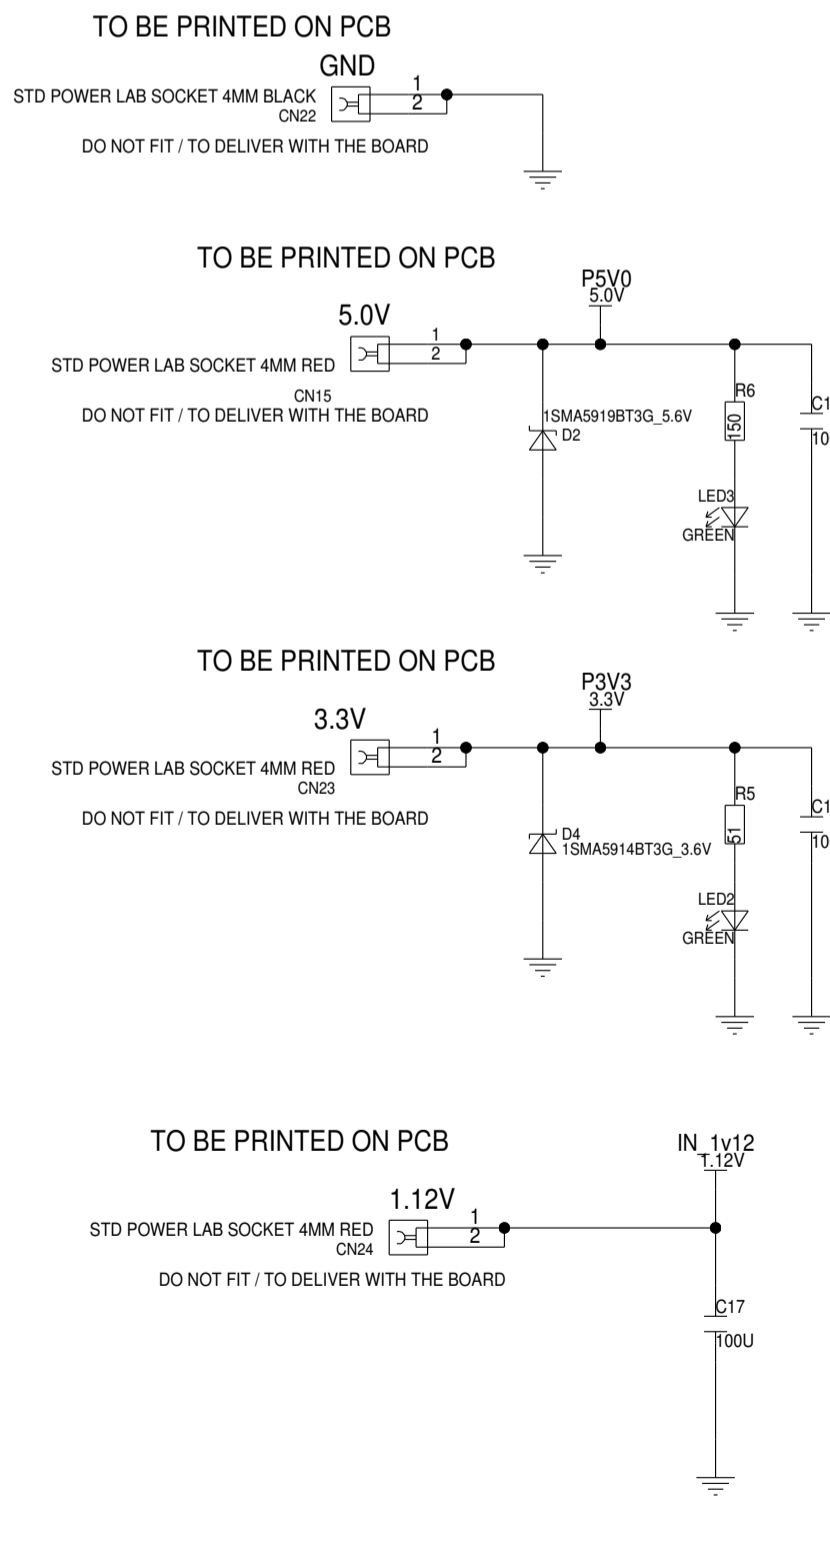 TO BE PRINTED ON PCB
GND
STD POWER LAB SOCKET 4MM BLACK
1
2
CN22
DO NOT FIT / TO DELIVER WITH THE BOARD
TO BE PRINTED ON PCB
P5V0
5.0V
5.0V
1
2
STD POWER LAB SOCKET 4MM RED
CN15
DO NOT FIT / TO DELIVER WITH THE BOARD
1SMA5919BT3G_5.6V
D2
R6
150
C1
10
LED3
GREEN
TO BE PRINTED ON PCB
P3V3
3.3V
3.3V
1
2
STD POWER LAB SOCKET 4MM RED
CN23
DO NOT FIT / TO DELIVER WITH THE BOARD
D4
1SMA5914BT3G_3.6V
R5
51
C1
10
LED2
GREEN
TO BE PRINTED ON PCB
IN_1v12
1.12V
1.12V
1
2
STD POWER LAB SOCKET 4MM RED
CN24
DO NOT FIT / TO DELIVER WITH THE BOARD
C17
100U